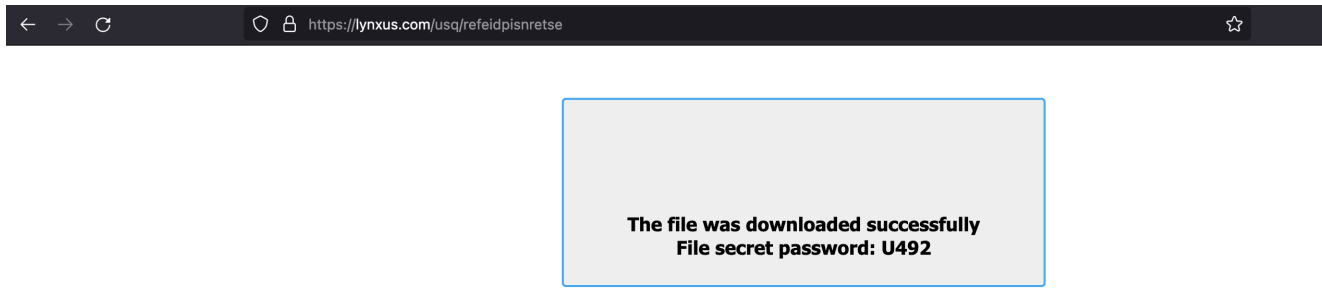 https://lynxus.com/usq/refeidpisnretse
The file was downloaded successfully
File secret password: U492